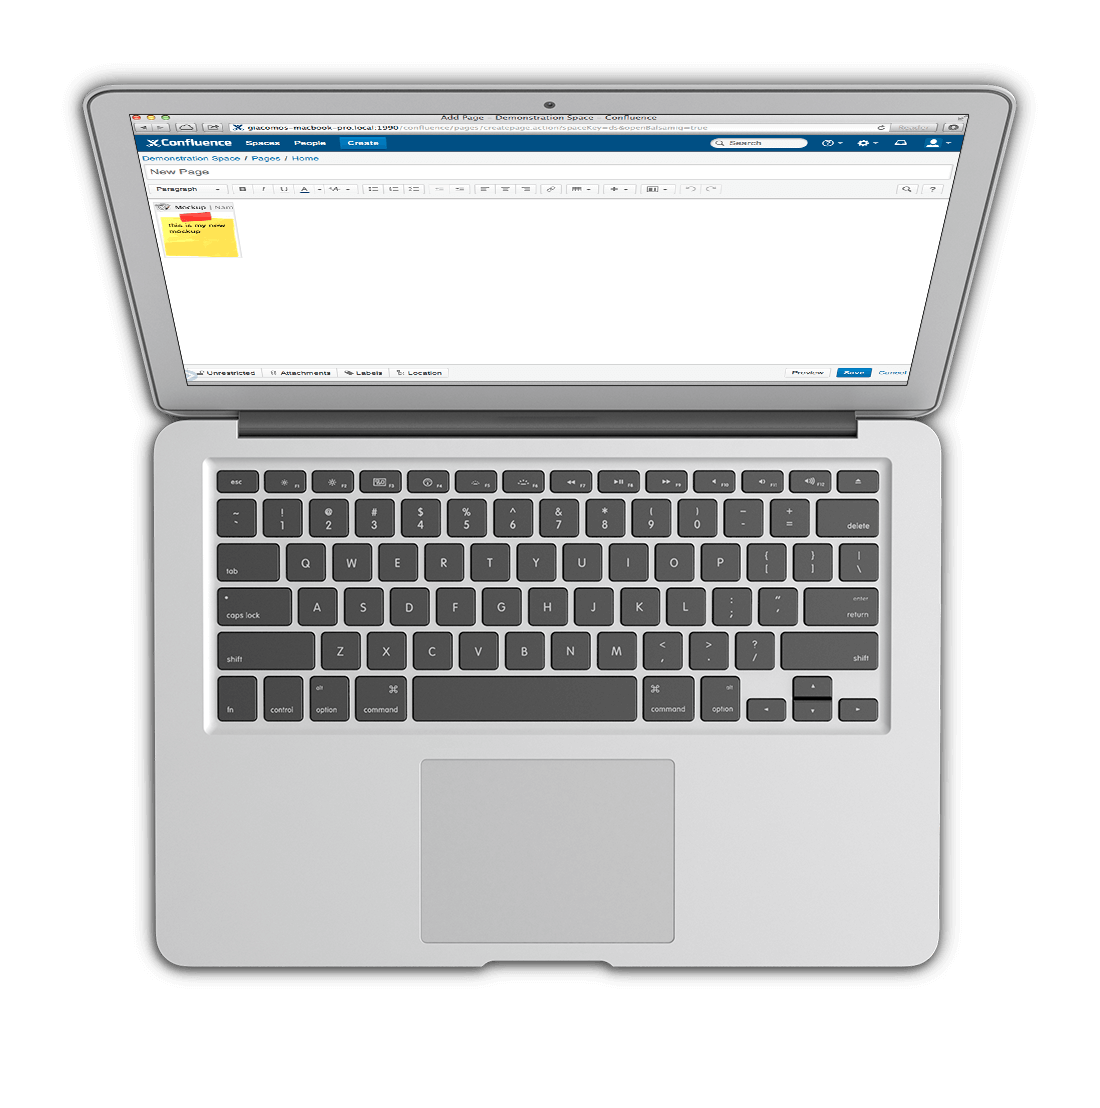 Add Page – Demonstration Space – Confluence
giacomos-macbook-pro.local:1990/confluence/pages/createpage.action?spaceKey=ds&openBalsamiq=true Reader
Confluence Spaces People Create Search
Demonstration Space / Pages / Home
New Page
Paragraph B I U A ?
Mockup | Nam
this is my new
mockup
Unrestricted Attachments Labels Location Preview Save Cancel
esc F1 F2 F3 F4 F5 F6 F7 F8 F9 F10 F11 F12
~ ! @ # $ % ^ & * ( ) – +
` 1 2 3 4 5 6 7 8 9 0 - = delete
tab Q W E R T Y U I O P { [ } ] | \
caps lock A S D F G H J K L : ; " ' enter return
shift Z X C V B N M < , > . ? / shift
fn control alt option ⌘ command ⌘ command alt option